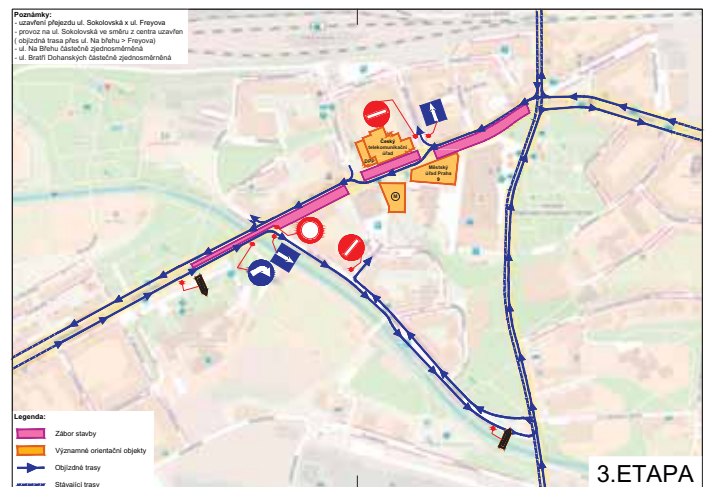 Poznámky:
- uzavření přejezdu ul. Sokolovská x ul. Freyova
- provoz na ul. Sokolovská ve směru z centra uzavřen
( objízdná trasa přes ul. Na břehu > Freyova)
- ul. Na Břehu částečně zjednosměrněná
- ul. Bratří Dohanských částečně zjednosměrněná
Český
telekomunikační
úřad
Městský
úřad Praha
9
M
Legenda:
Zábor stavby
Významné orientační objekty
Objízdné trasy
Stávající trasy
3.ETAPA